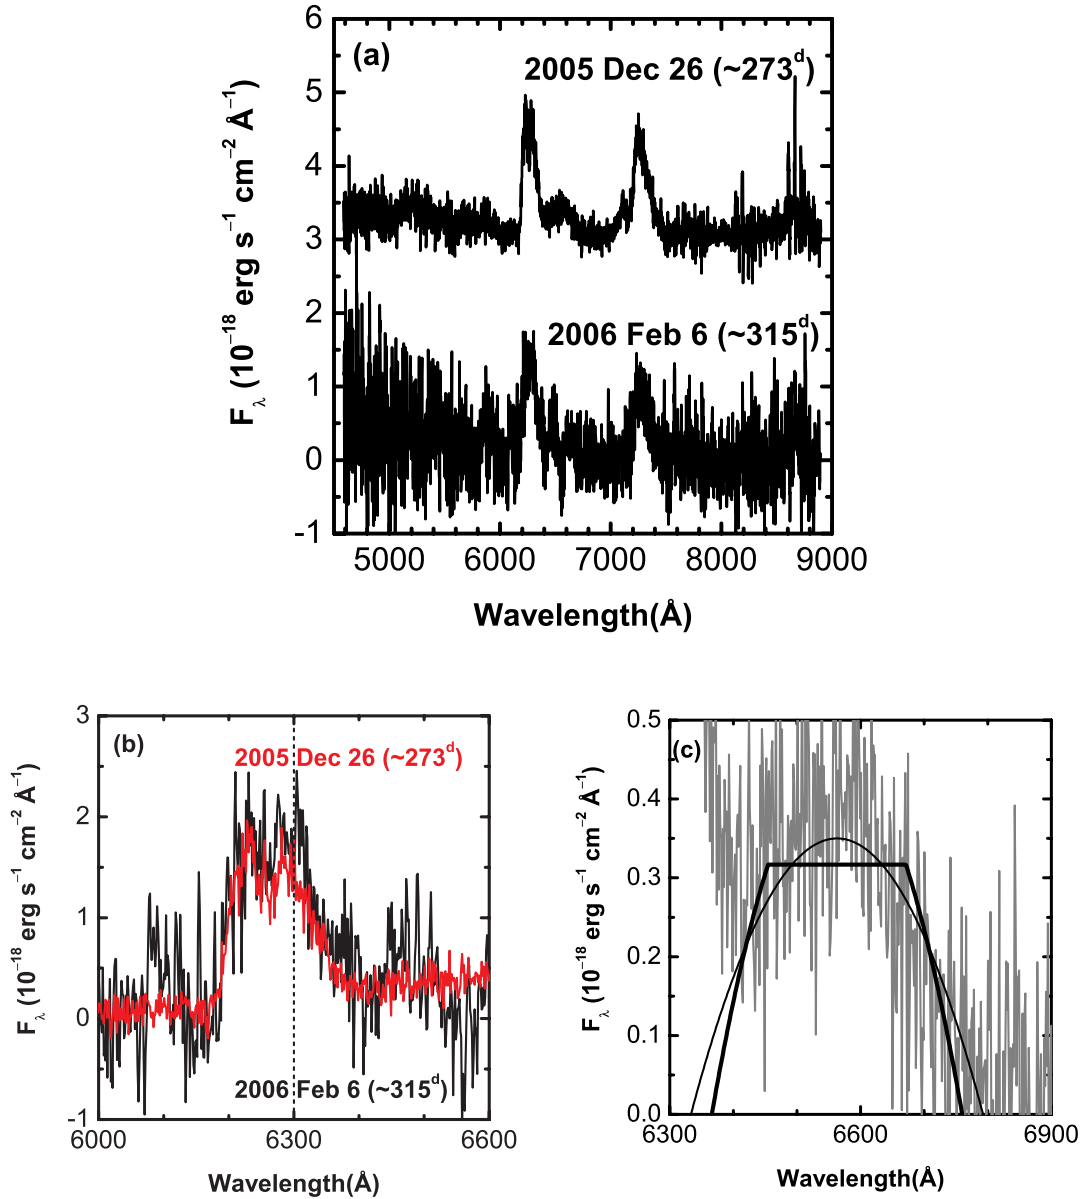 (a)
2005 Dec 26 (~273ᵈ)
2006 Feb 6 (~315ᵈ)
6
5
4
3
2
1
0
-1
F_λ (10⁻¹⁸ erg s⁻¹ cm⁻² Å⁻¹)
5000 6000 7000 8000 9000
Wavelength(Å)
(b)
2005 Dec 26 (~273ᵈ)
2006 Feb 6 (~315ᵈ)
3
2
1
0
-1
F_λ (10⁻¹⁸ erg s⁻¹ cm⁻² Å⁻¹)
6000 6300 6600
Wavelength(Å)
(c)
0.5
0.4
0.3
0.2
0.1
0.0
F_λ (10⁻¹⁸ erg s⁻¹ cm⁻² Å⁻¹)
6300 6600 6900
Wavelength(Å)